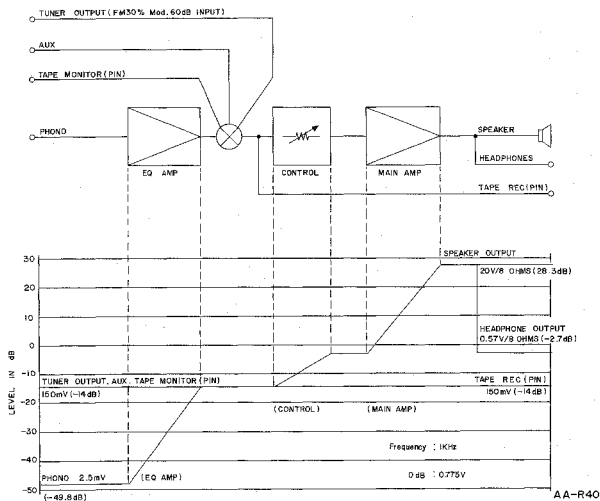 TUNER OUTPUT (FM30% Mod. 60dB INPUT)
AUX
TAPE MONITOR (PIN)
PHONO
EQ AMP
CONTROL
MAIN AMP
SPEAKER
HEADPHONES
TAPE REC (PIN)
LEVEL IN dB
30
20
10
0
-10
-20
-30
-40
-50
SPEAKER OUTPUT
20V/8 OHMS (28.3dB)
HEADPHONE OUTPUT
0.57V/8 OHMS (-2.7dB)
TUNER OUTPUT, AUX, TAPE MONITOR (PIN)
150mV (-14dB)
TAPE REC (PIN)
150mV (-14dB)
(CONTROL)
(MAIN AMP)
Frequency : 1KHz
0 dB : 0.775V
PHONO 2.5mV
(EQ AMP)
(-49.8dB)
AA-R40